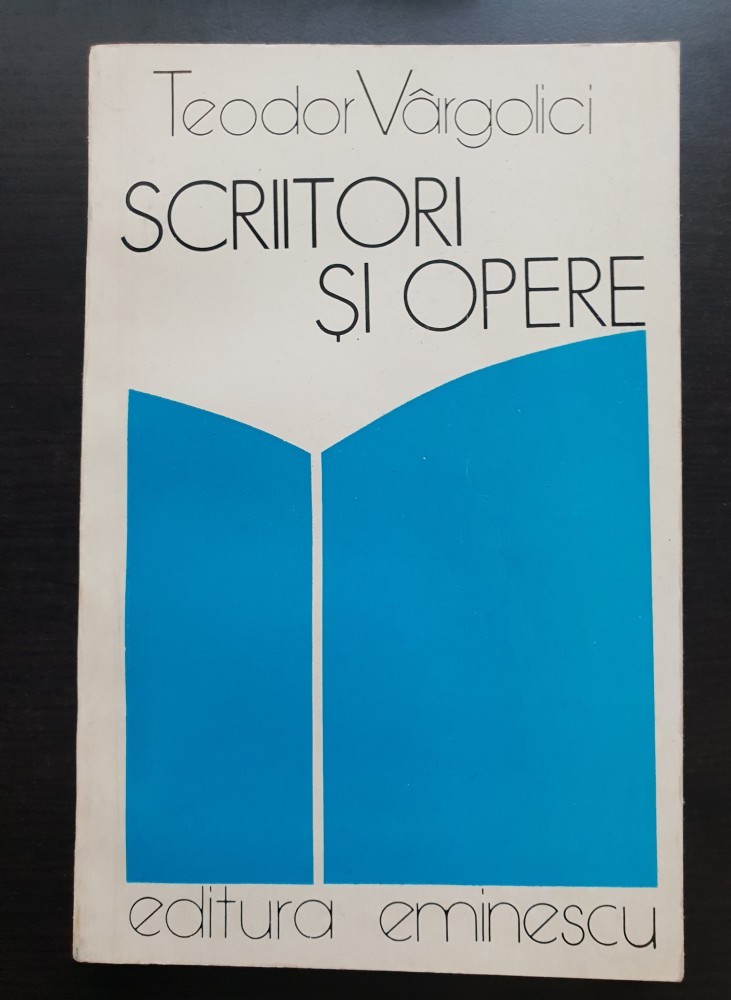 Teodor Vârgolici
SCRIITORI
ȘI OPERE
editura eminescu